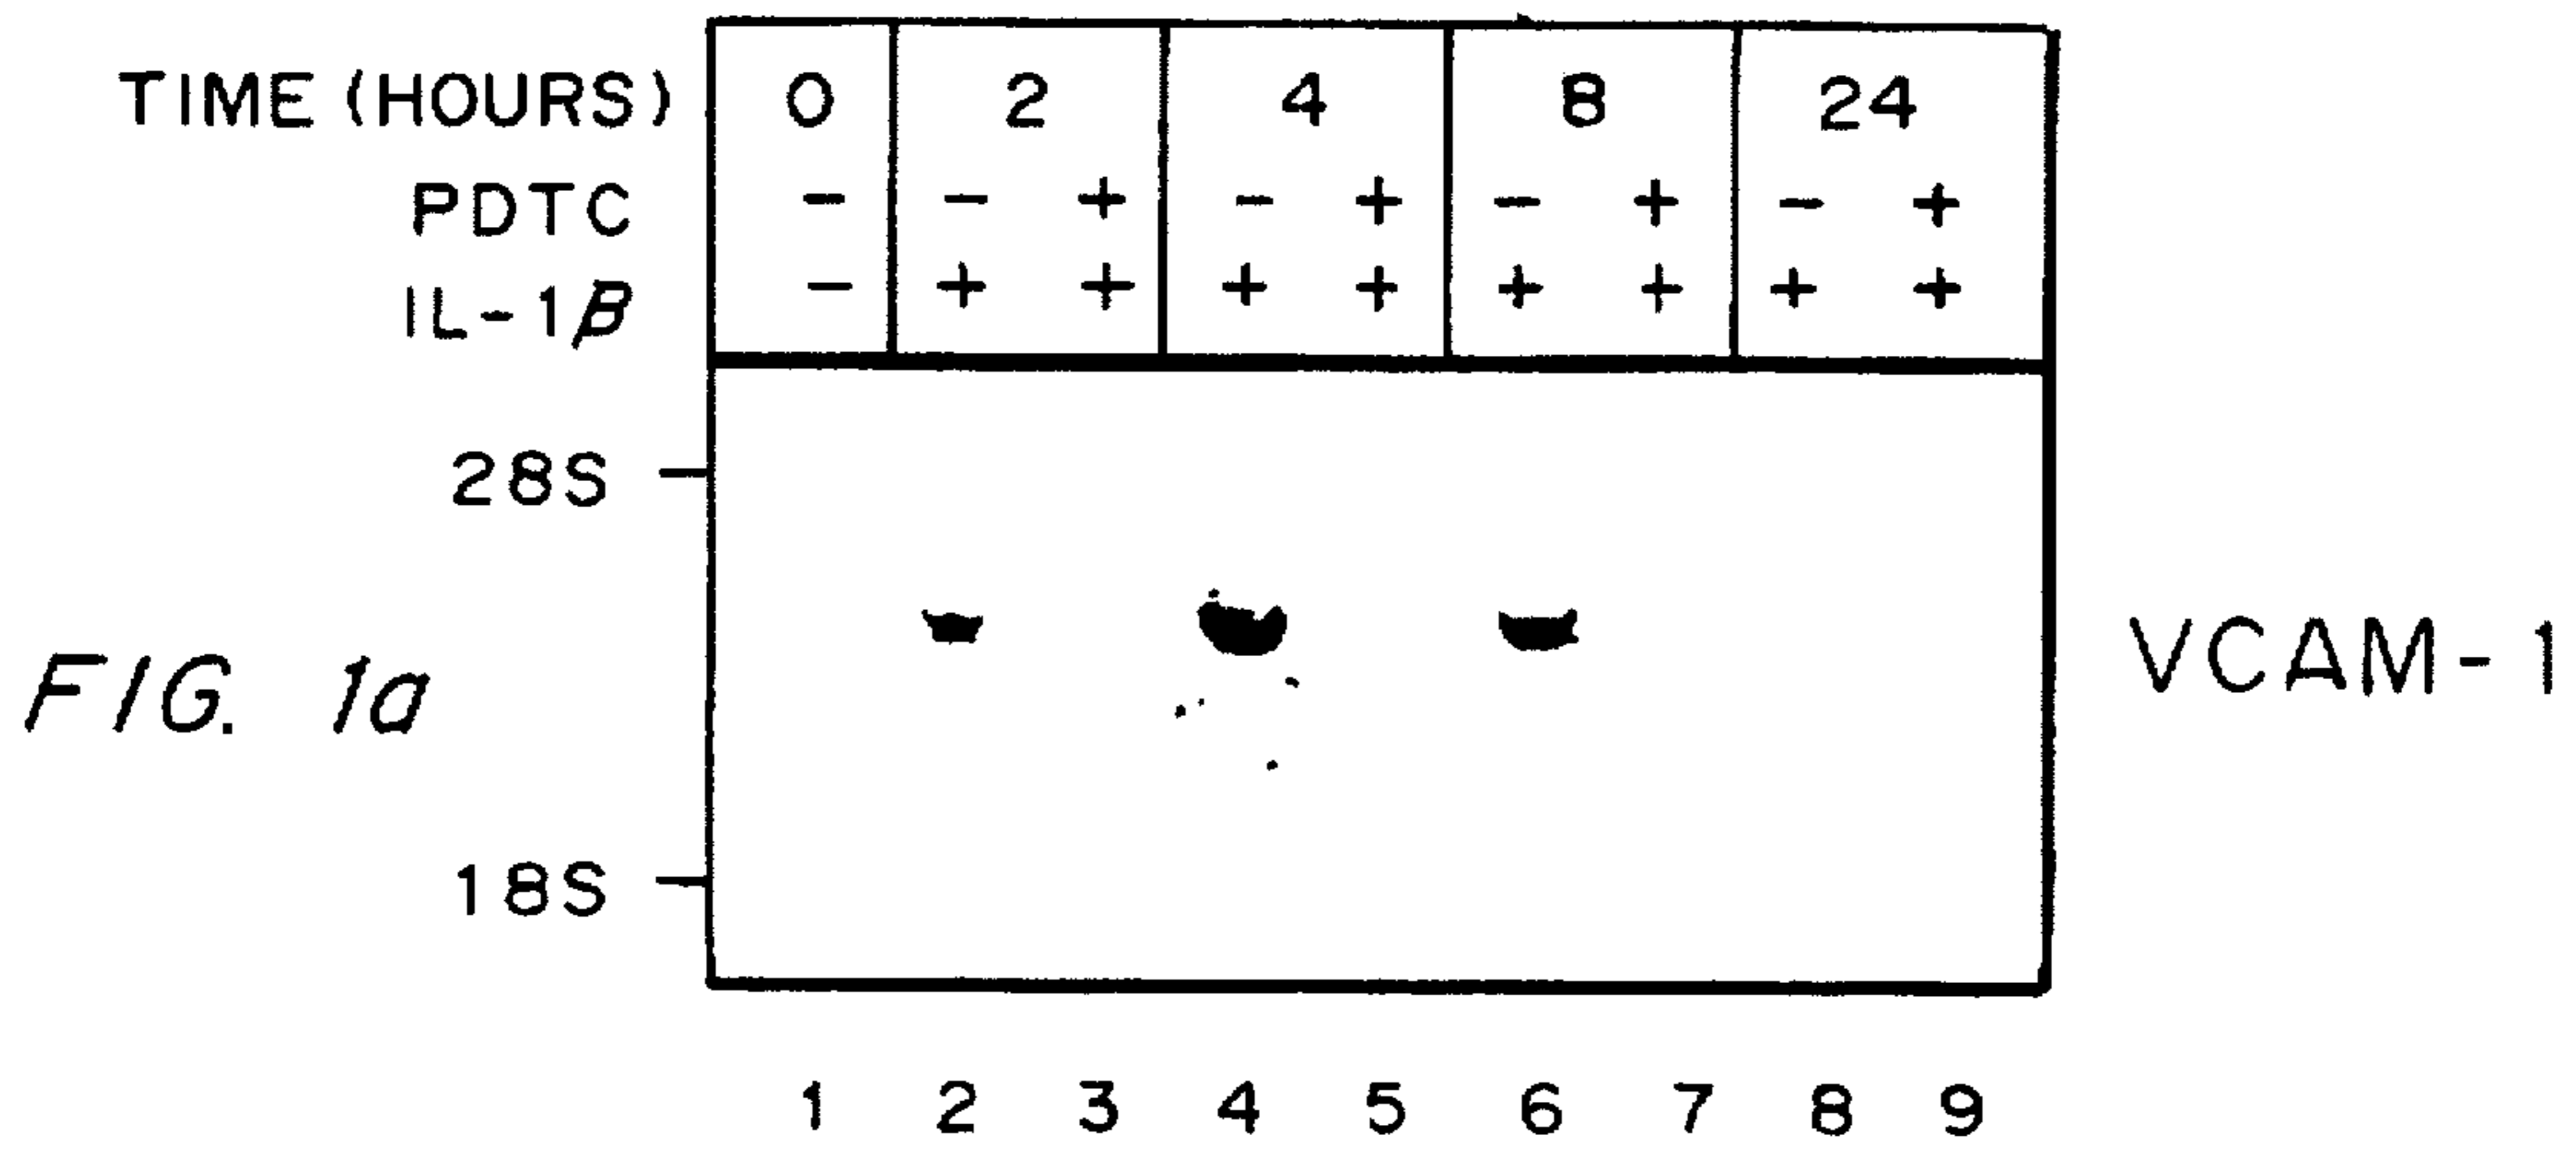 TIME (HOURS) 0 2 4 8 24
PDTC - - + - + - + - +
IL-1β - + + + + + + + +
28S
VCAM-1
FIG. 1a
18S
1 2 3 4 5 6 7 8 9